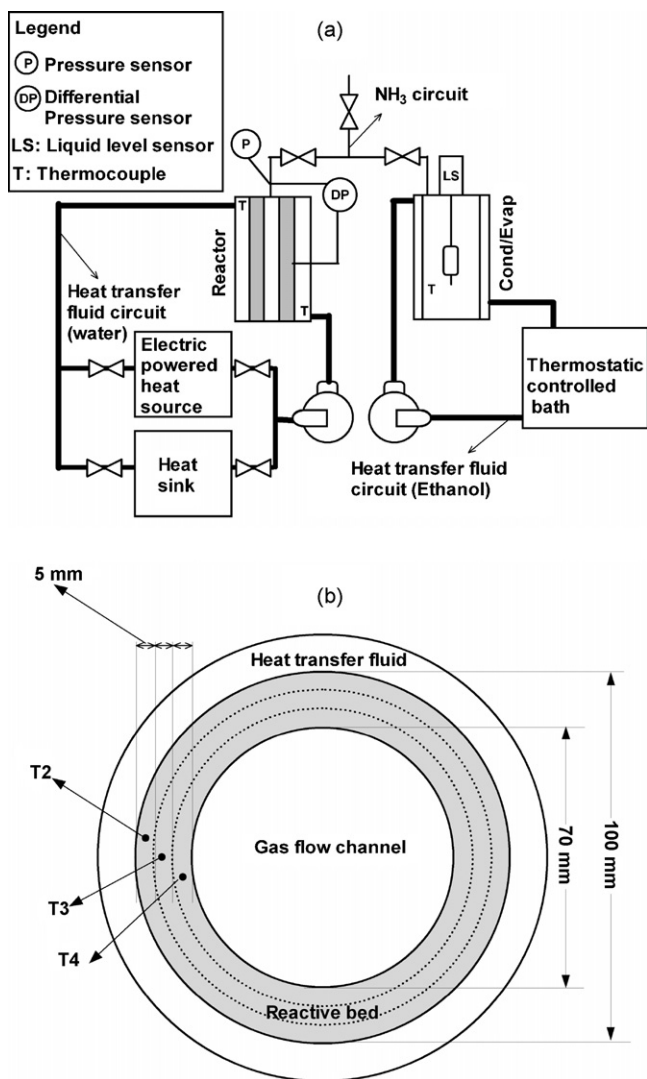 Legend
P Pressure sensor
DP Differential
Pressure Sensor
LS: Liquid level sensor
T: Thermocouple
(a)
NH₃ circuit
P
DP
LS
T
Reactor
T
T
Cond/Evap
Heat transfer
fluid circuit
(water)
Electric
powered
heat
source
Heat
sink
Thermostatic
controlled
bath
Heat transfer fluid
circuit (Ethanol)
(b)
5 mm
Heat transfer fluid
T2
T3
T4
Gas flow channel
70 mm
100 mm
Reactive bed